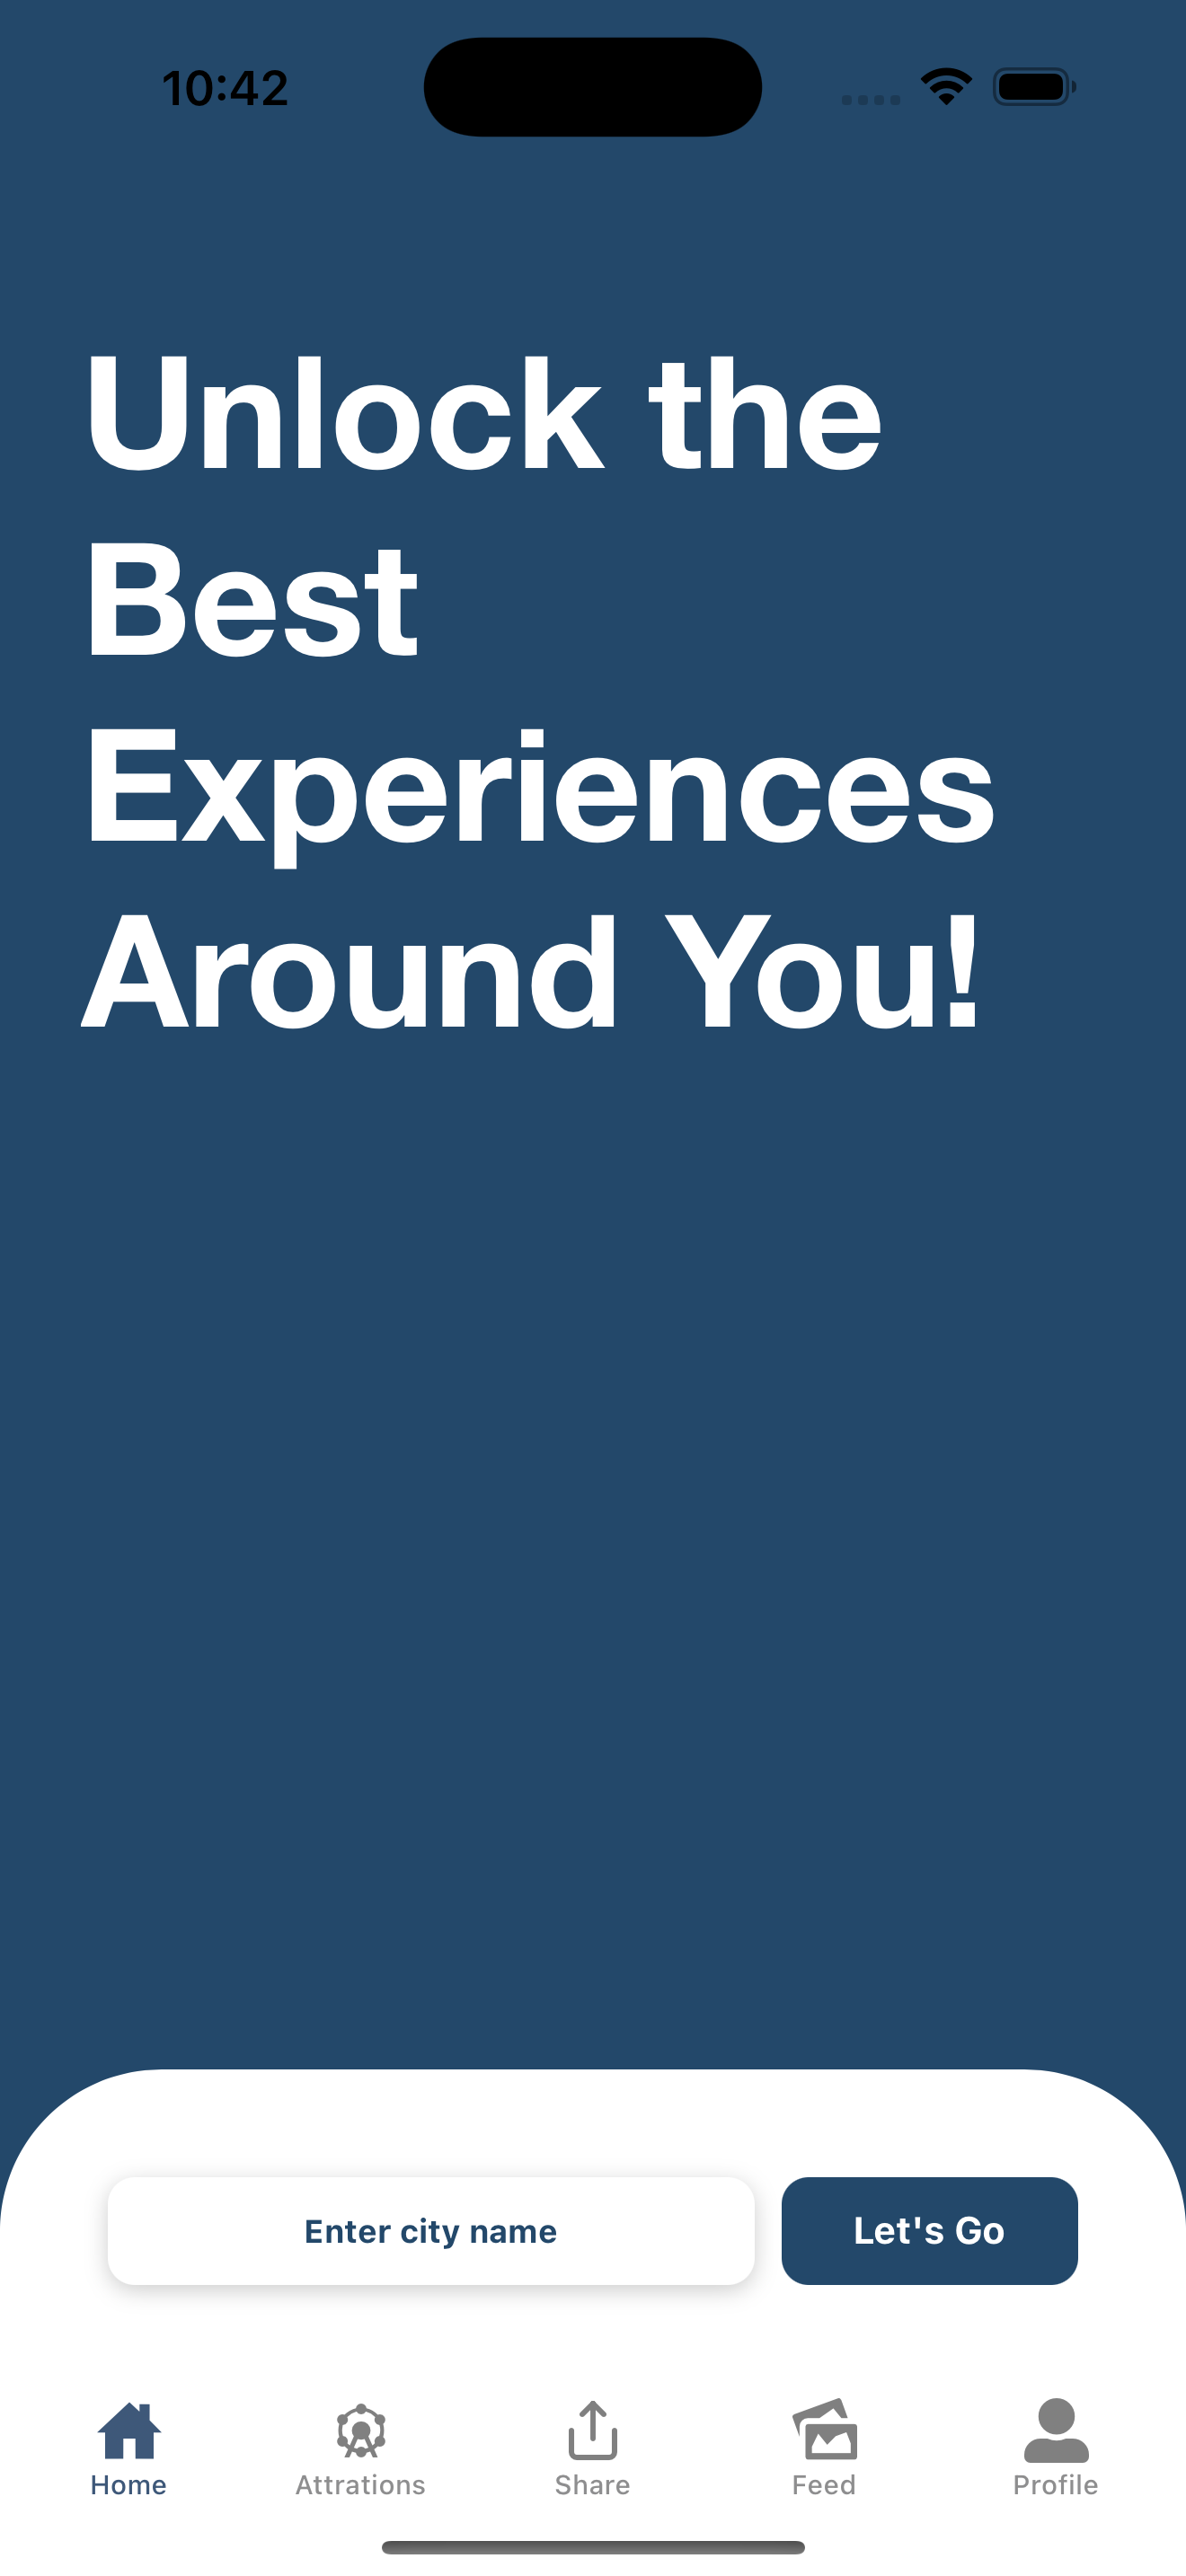 10:42
Unlock the
Best
Experiences
Around You!
Enter city name
Let's Go
Home
Attrations
Share
Feed
Profile